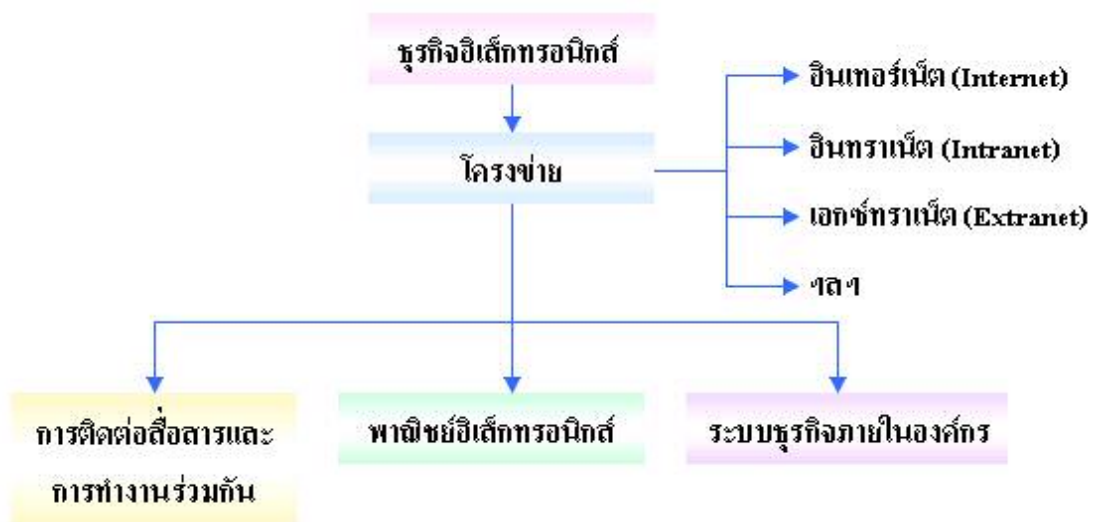 ธุรกิจอิเล็กทรอนิกส์
โครงข่าย
อินเทอร์เน็ต (Internet)
อินทราเน็ต (Intranet)
เอกซ์ทราเน็ต (Extranet)
ฯลฯ
การติดต่อสื่อสารและ
การทำงานร่วมกัน
พาณิชย์อิเล็กทรอนิกส์
ระบบธุรกิจภายในองค์กร